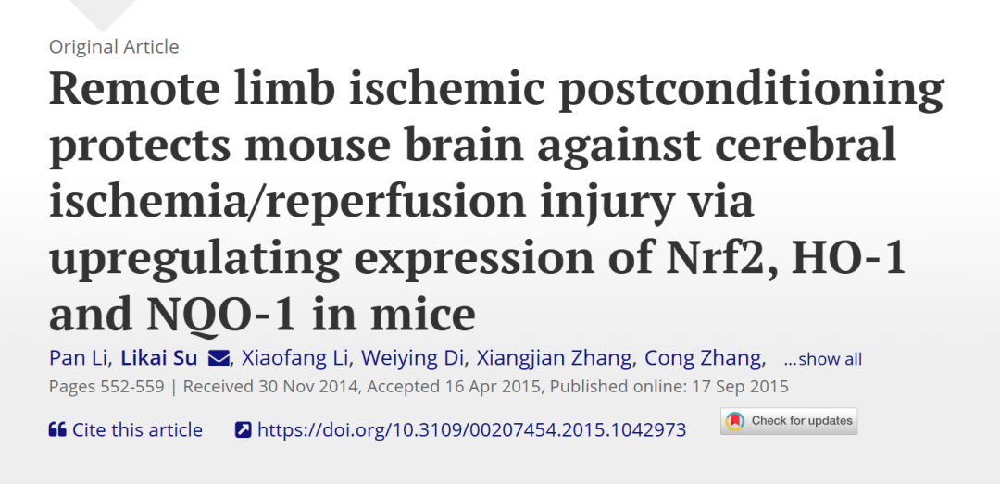 Original Article
Remote limb ischemic postconditioning
protects mouse brain against cerebral
ischemia/reperfusion injury via
upregulating expression of Nrf2, HO-1
and NQO-1 in mice
Pan Li, Likai Su, Xiaofang Li, Weiying Di, Xiangjian Zhang, Cong Zhang, ...show all
Pages 552-559 | Received 30 Nov 2014, Accepted 16 Apr 2015, Published online: 17 Sep 2015
Cite this article https://doi.org/10.3109/00207454.2015.1042973 Check for updates